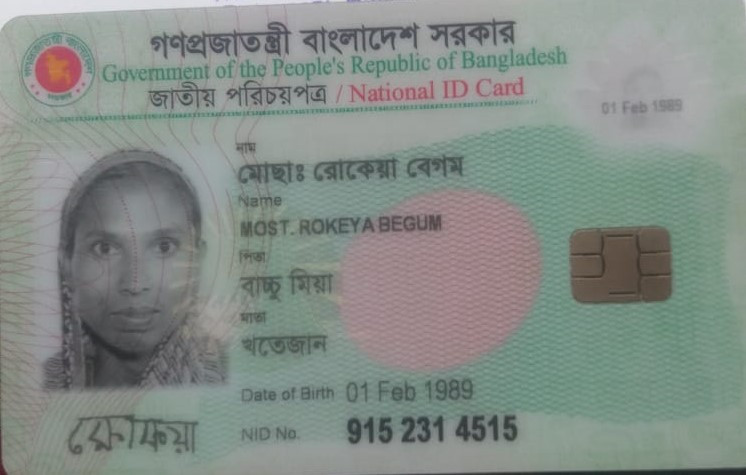 গণপ্রজাতন্ত্রী বাংলাদেশ সরকার
Government of the People's Republic of Bangladesh
জাতীয় পরিচয়পত্র / National ID Card
01 Feb 1989
নাম
মোছাঃ রোকেয়া বেগম
Name
MOST. ROKEYA BEGUM
পিতা
বাচ্চু মিয়া
মাতা
খতেজান
Date of Birth 01 Feb 1989
NID No. 915 231 4515